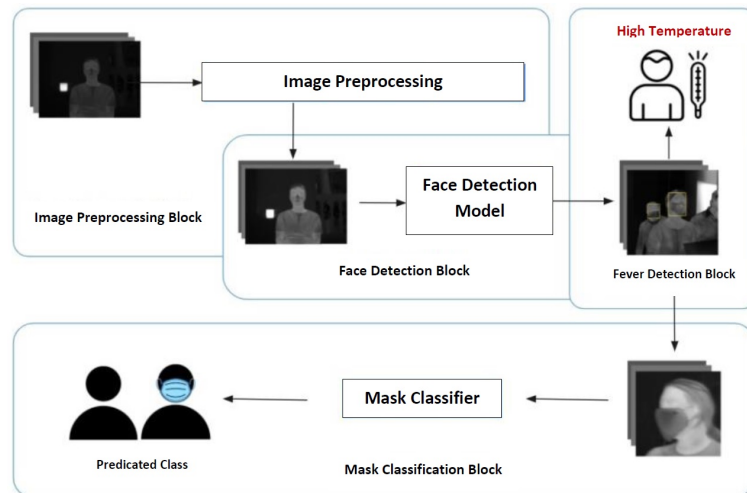 High Temperature
Image Preprocessing
Image Preprocessing Block
Face Detection
Model
Face Detection Block
Fever Detection Block
Mask Classifier
Predicated Class
Mask Classification Block